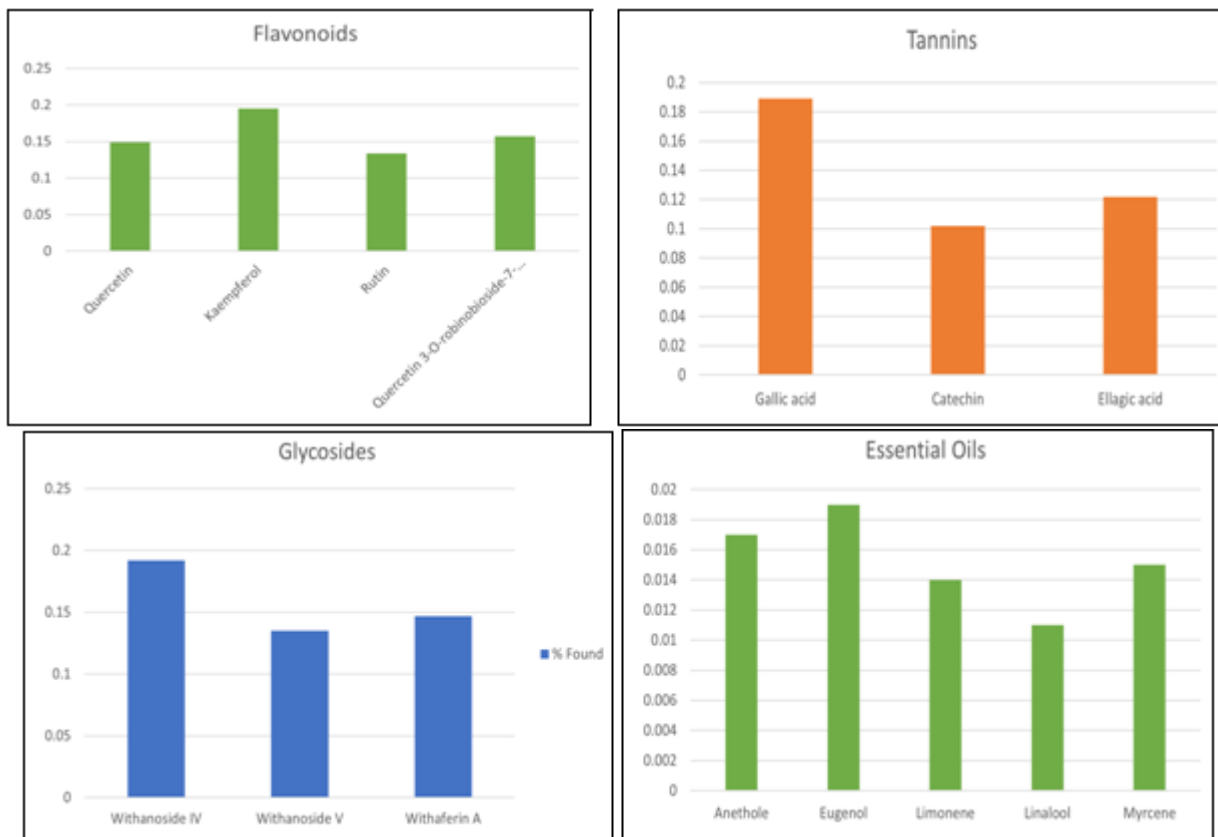 Flavonoids
0.25
0.2
0.15
0.1
0.05
0
Quercetin
Kaempferol
Rutin
Quercetin 3-O-robinobioside-7-...
Tannins
0.2
0.18
0.16
0.14
0.12
0.1
0.08
0.06
0.04
0.02
0
Gallic acid Catechin Ellagic acid
Glycosides
0.25
0.2
0.15
0.1
0.05
0
Withanoside IV Withanoside V Withaferin A
% Found
Essential Oils
0.02
0.018
0.016
0.014
0.012
0.01
0.008
0.006
0.004
0.002
0
Anethole Eugenol Limonene Linalool Myrcene